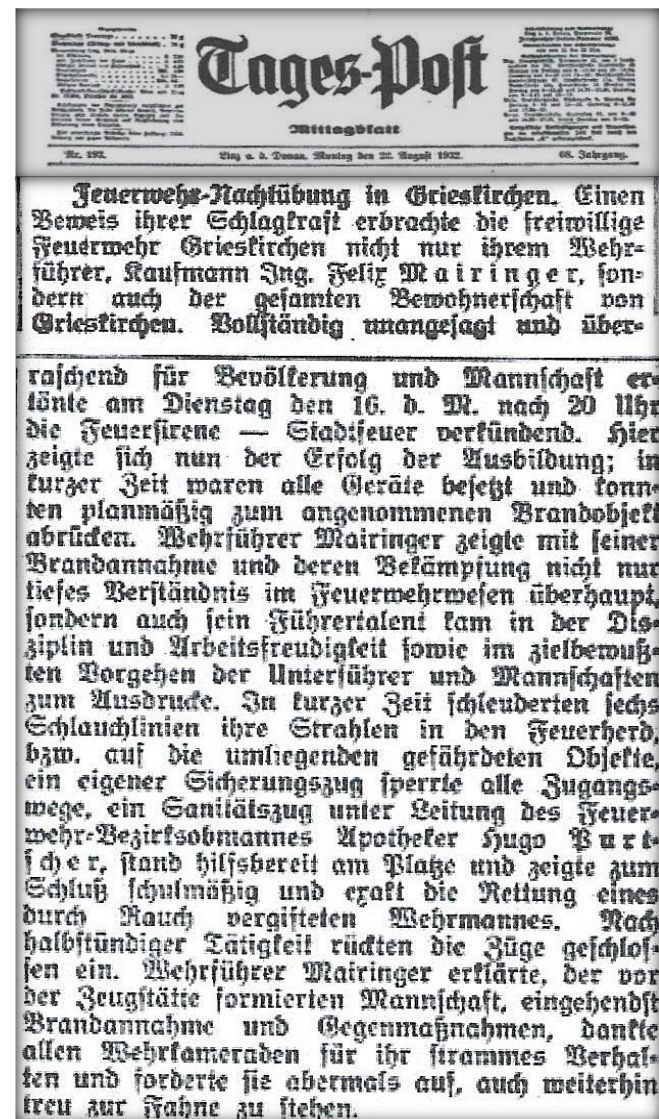 Tages-Post
Mittagblatt
Nr. 193. Linz a. d. Donau, Montag den 22. August 1932. 68. Jahrgang.
Feuerwehr-Nachtübung in Grieskirchen. Einen
Beweis ihrer Schlagkraft erbrachte die freiwillige
Feuerwehr Grieskirchen nicht nur ihrem Wehr-
führer, Kaufmann Ing. Felix Mairinger, son-
dern auch der gesamten Bewohnerschaft von
Grieskirchen. Vollständig unangesagt und über-
raschend für Bevölkerung und Mannschaft er-
tönte am Dienstag den 16. d. M. nach 20 Uhr
die Feuersirene — Stadtfeuer verkündend. Hier
zeigte sich nun der Erfolg der Ausbildung; in
kurzer Zeit waren alle Geräte besetzt und konn-
ten planmäßig zum angenommenen Brandobjekt
abrücken. Wehrführer Mairinger zeigte mit seiner
Brandannahme und deren Bekämpfung nicht nur
tiefes Verständnis im Feuerwehrwesen überhaupt,
sondern auch sein Führertalent kam in der Dis-
ziplin und Arbeitsfreudigkeit sowie im zielbewuß-
ten Vorgehen der Unterführer und Mannschaften
zum Ausdrucke. In kurzer Zeit schleuderten sechs
Schlauchlinien ihre Strahlen in den Feuerherd,
bzw. auf die umliegenden gefährdeten Objekte,
ein eigener Sicherungszug sperrte alle Zugangs-
wege, ein Sanitätszug unter Leitung des Feuer-
wehr-Bezirksobmannes Apotheker Hugo Purt-
scher, stand hilfsbereit am Platze und zeigte zum
Schluß schulmäßig und exakt die Rettung eines
durch Rauch vergifteten Wehrmannes. Nach
halbstündiger Tätigkeit rückten die Züge geschlos-
sen ein. Wehrführer Mairinger erklärte, der vor
der Zeugstätte formierten Mannschaft, eingehendst
Brandannahme und Gegenmaßnahmen, dankte
allen Wehrkameraden für ihr strammes Verhal-
ten und forderte sie abermals auf, auch weiterhin
treu zur Fahne zu stehen.